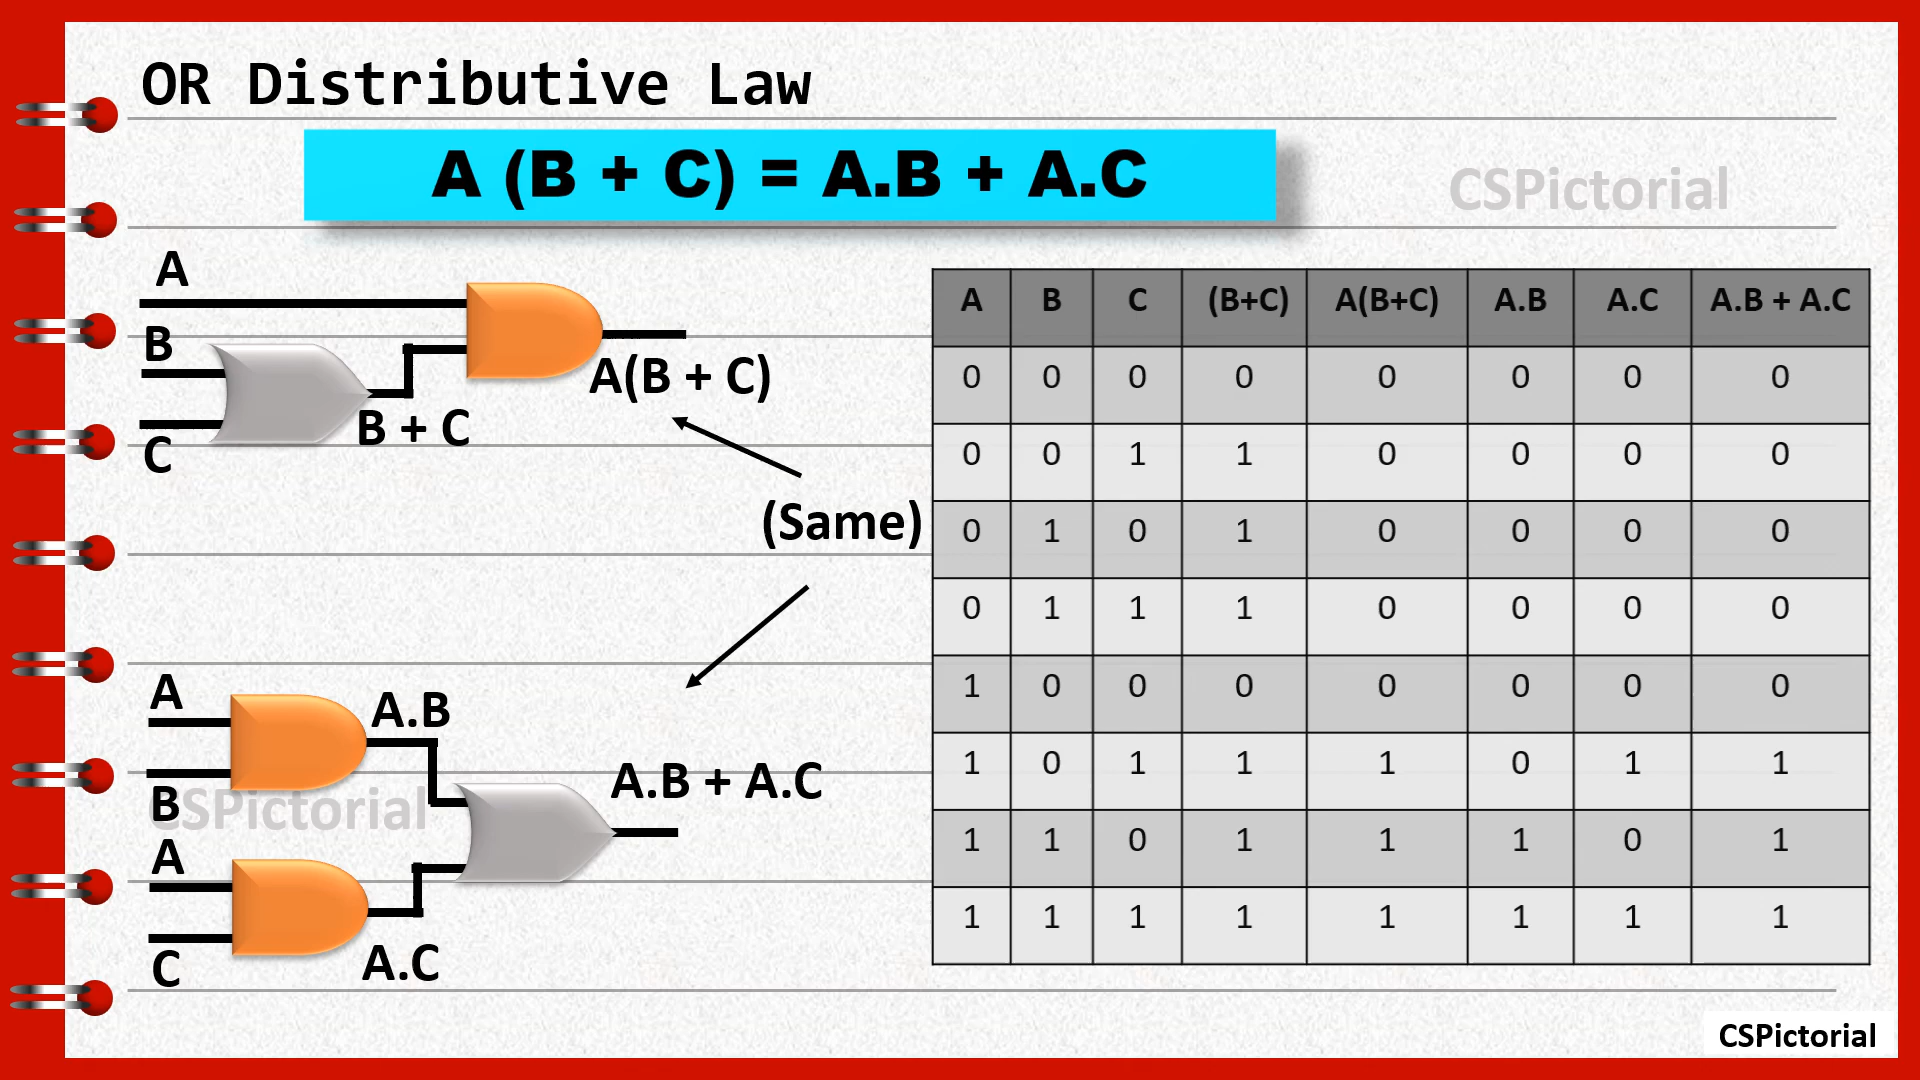 OR Distributive Law
A (B + C) = A.B + A.C
CSPictorial
A
B
C
B + C
A(B + C)
(Same)
A
B
A.B
A
C
A.C
A.B + A.C
CSPictorial
A B C (B+C) A(B+C) A.B A.C A.B + A.C
0 0 0 0 0 0 0 0
0 0 1 1 0 0 0 0
0 1 0 1 0 0 0 0
0 1 1 1 0 0 0 0
1 0 0 0 0 0 0 0
1 0 1 1 1 0 1 1
1 1 0 1 1 1 0 1
1 1 1 1 1 1 1 1
CSPictorial